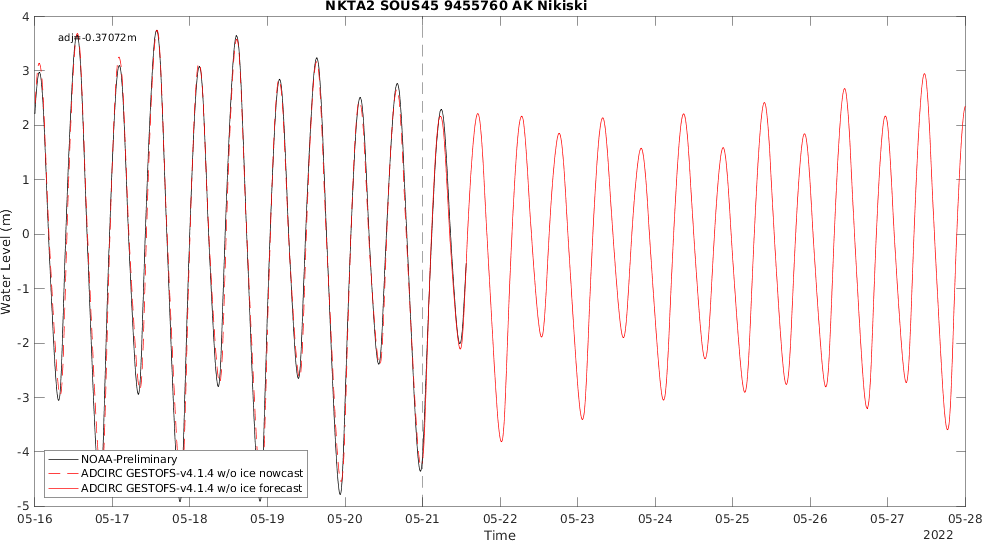 NKTA2 SOUS45 9455760 AK Nikiski
adj=-0.37072m
Water Level (m)
4
3
2
1
0
-1
-2
-3
-4
-5
NOAA-Preliminary
ADCIRC GESTOFS-v4.1.4 w/o ice nowcast
ADCIRC GESTOFS-v4.1.4 w/o ice forecast
05-16 05-17 05-18 05-19 05-20 05-21 05-22 05-23 05-24 05-25 05-26 05-27 05-28
Time
2022